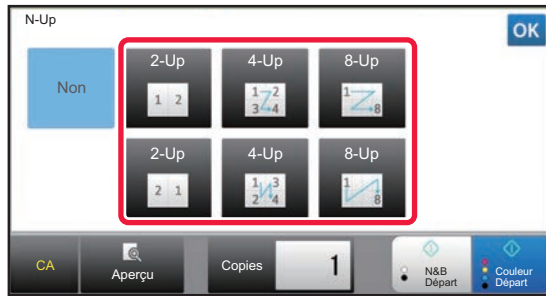 N-Up
OK
Non
2-Up
4-Up
8-Up
1 2
1 2
3 4
1
8
2-Up
4-Up
8-Up
2 1
1 3
2 4
1
8
CA
Aperçu
Copies
1
N&B
Départ
Couleur
Départ